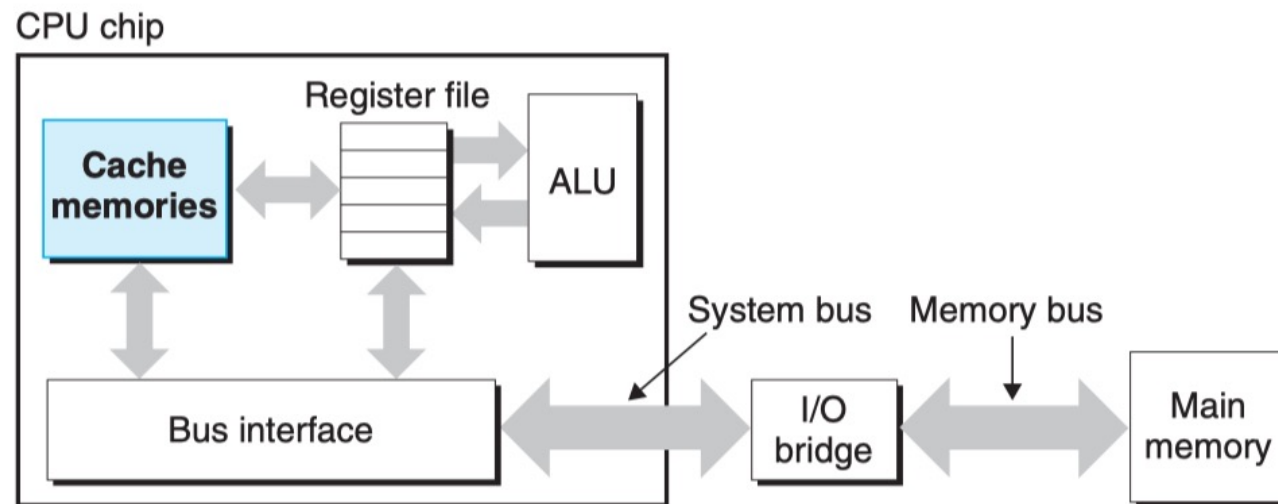 CPU chip
Register file
Cache
memories
ALU
System bus
Memory bus
Bus interface
I/O
bridge
Main
memory